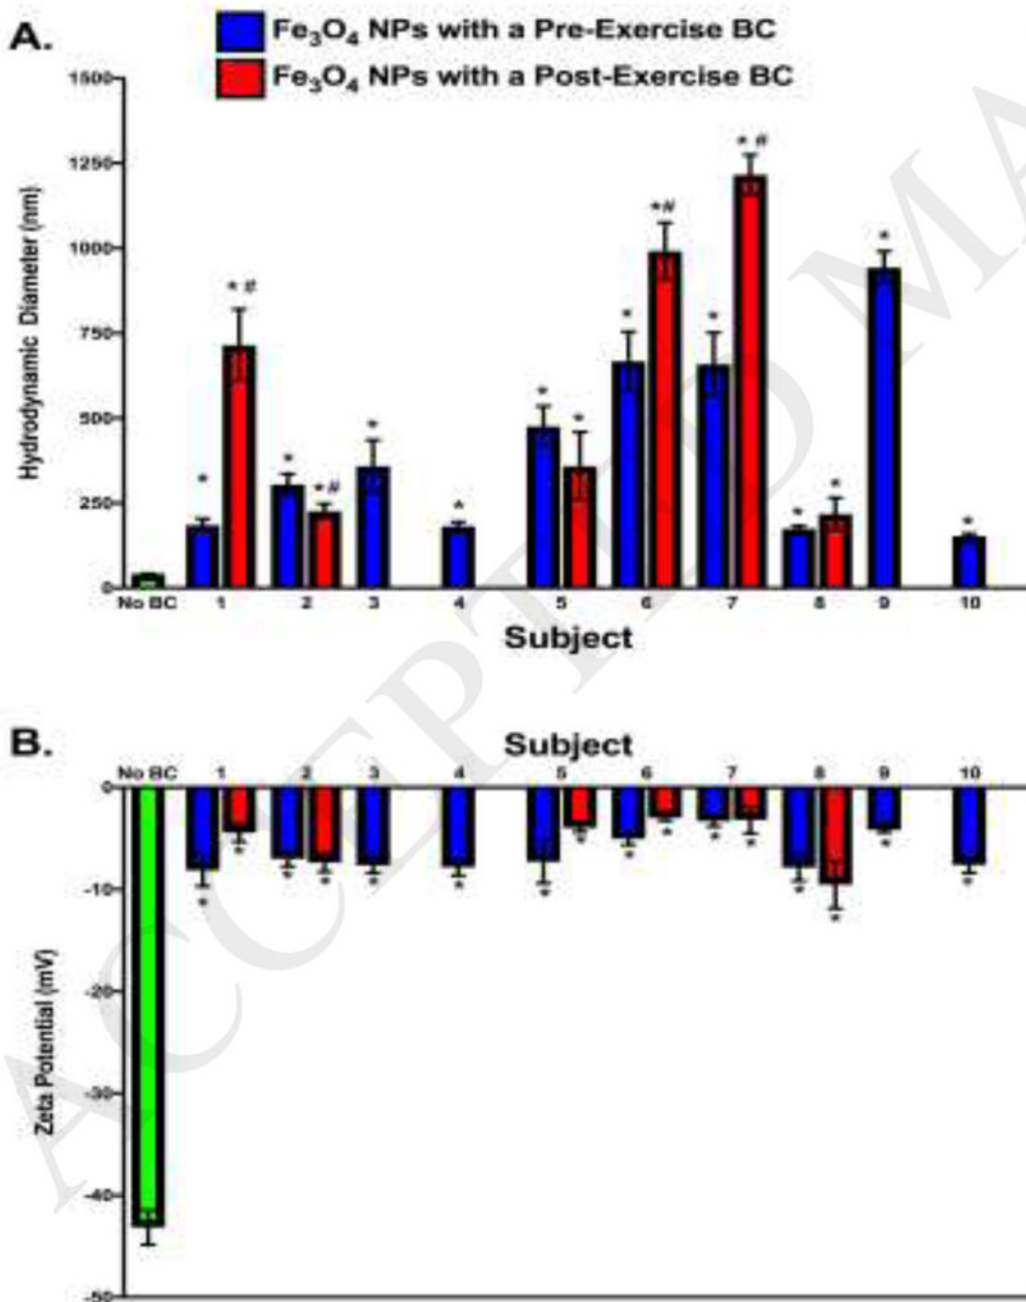 A.
Fe₃O₄ NPs with a Pre-Exercise BC
Fe₃O₄ NPs with a Post-Exercise BC
Hydrodynamic Diameter (nm)
1500
1250
1000
750
500
250
0
* * # * * # * * * * * * # * * # * * * *
No BC 1 2 3 4 5 6 7 8 9 10
Subject
B.
Subject
No BC 1 2 3 4 5 6 7 8 9 10
Zeta Potential (mV)
0
-10
-20
-30
-40
-50
* * * * * * * * * * * * * * * *
ACCEPTED MA